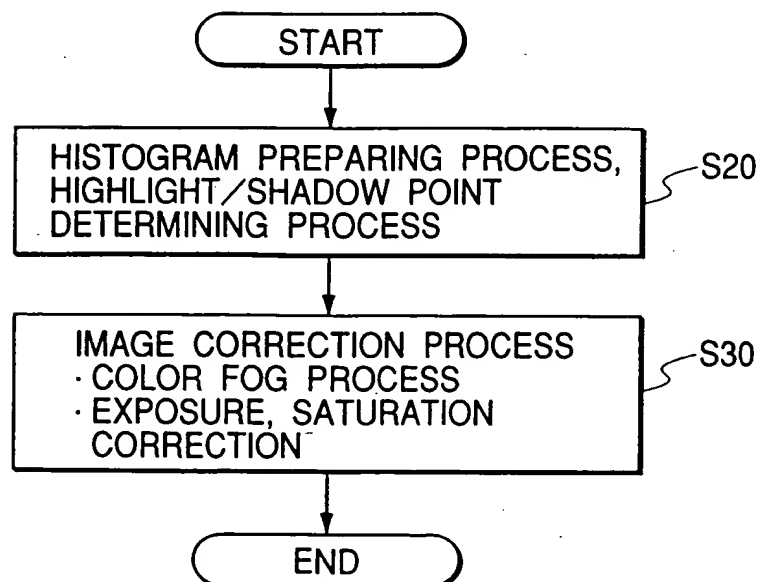 START
HISTOGRAM PREPARING PROCESS,
HIGHLIGHT/SHADOW POINT
DETERMINING PROCESS
S20
IMAGE CORRECTION PROCESS
· COLOR FOG PROCESS
· EXPOSURE, SATURATION
CORRECTION
S30
END